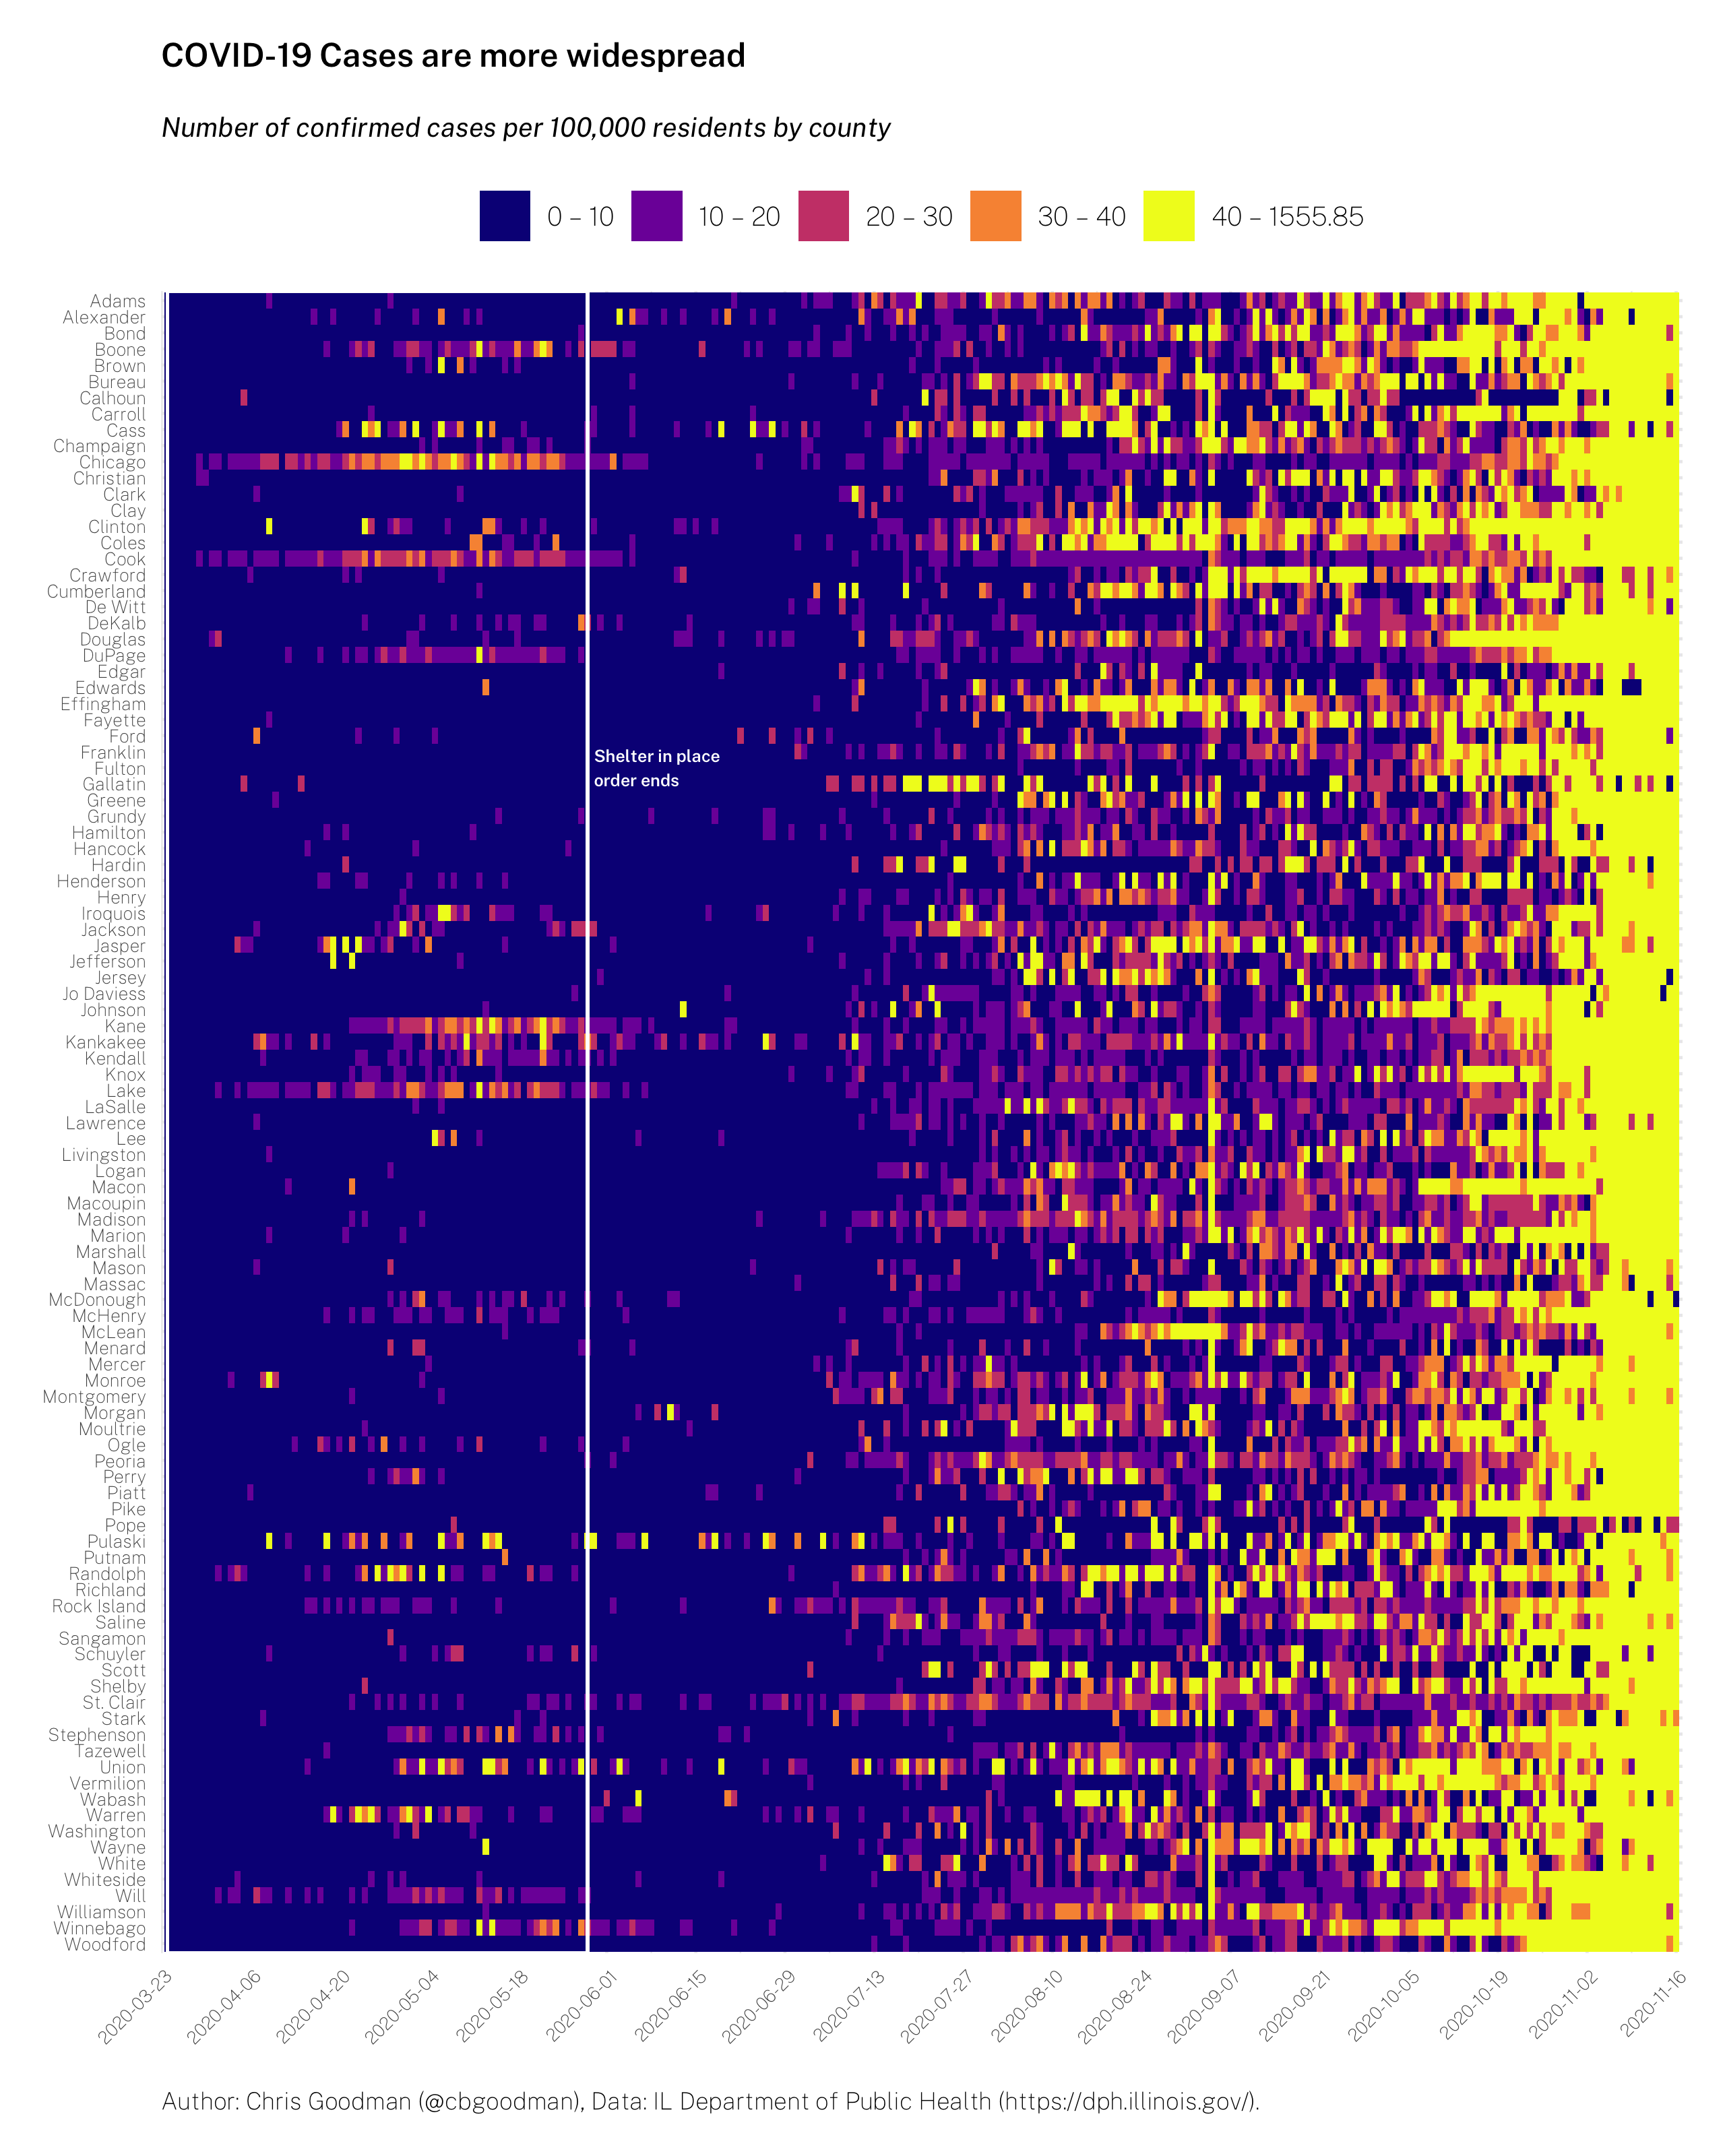 COVID-19 Cases are more widespread
Number of confirmed cases per 100,000 residents by county
0 – 10 10 – 20 20 – 30 30 – 40 40 – 1555.85
Adams
Alexander
Bond
Boone
Brown
Bureau
Calhoun
Carroll
Cass
Champaign
Chicago
Christian
Clark
Clay
Clinton
Coles
Cook
Crawford
Cumberland
De Witt
DeKalb
Douglas
DuPage
Edgar
Edwards
Effingham
Fayette
Ford
Franklin
Shelter in place
Fulton
order ends
Gallatin
Greene
Grundy
Hamilton
Hancock
Hardin
Henderson
Henry
Iroquois
Jackson
Jasper
Jefferson
Jersey
Jo Daviess
Johnson
Kane
Kankakee
Kendall
Knox
Lake
LaSalle
Lawrence
Lee
Livingston
Logan
Macon
Macoupin
Madison
Marion
Marshall
Mason
Massac
McDonough
McHenry
McLean
Menard
Mercer
Monroe
Montgomery
Morgan
Moultrie
Ogle
Peoria
Perry
Piatt
Pike
Pope
Pulaski
Putnam
Randolph
Richland
Rock Island
Saline
Sangamon
Schuyler
Scott
Shelby
St. Clair
Stark
Stephenson
Tazewell
Union
Vermilion
Wabash
Warren
Washington
Wayne
White
Whiteside
Will
Williamson
Winnebago
Woodford
2020-03-23 2020-04-06 2020-04-20 2020-05-04 2020-05-18 2020-06-01 2020-06-15 2020-06-29 2020-07-13 2020-07-27 2020-08-10 2020-08-24 2020-09-07 2020-09-21 2020-10-05 2020-10-19 2020-11-02 2020-11-16
Author: Chris Goodman (@cbgoodman), Data: IL Department of Public Health (https://dph.illinois.gov/).